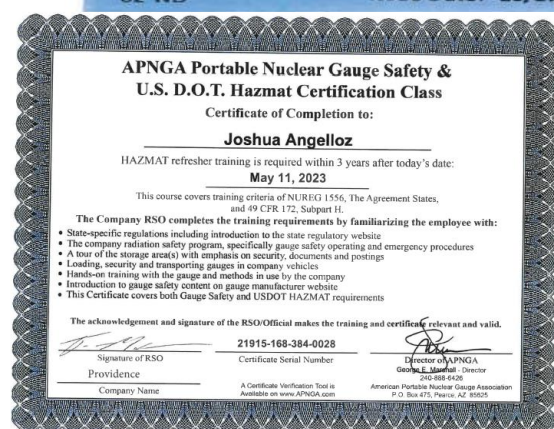 APNGA Portable Nuclear Gauge Safety &
U.S. D.O.T. Hazmat Certification Class
Certificate of Completion to:
Joshua Angelloz
HAZMAT refresher training is required within 3 years after today's date:
May 11, 2023
This course covers training criteria of NUREG 1556, The Agreement States,
and 49 CFR 172, Subpart H.
The Company RSO completes the training requirements by familiarizing the employee with:
• State-specific regulations including introduction to the state regulatory website
• The company radiation safety program, specifically gauge safety operating and emergency procedures
• A tour of the storage area(s) with emphasis on security, documents and postings
• Loading, security and transporting gauges in company vehicles
• Hands-on training with the gauge and methods in use by the company
• Introduction to gauge safety content on gauge manufacturer website
• This Certificate covers both Gauge Safety and USDOT HAZMAT requirements
The acknowledgement and signature of the RSO/Official makes the training and certificate relevant and valid.
Signature of RSO
Providence
Company Name
21915-168-384-0028
Certificate Serial Number
A Certificate Verification Tool is
Available on www.APNGA.com
Director of APNGA
George E. Marshall - Director
240-888-6426
American Portable Nuclear Gauge Association
P.O. Box 475, Pearce, AZ 85625